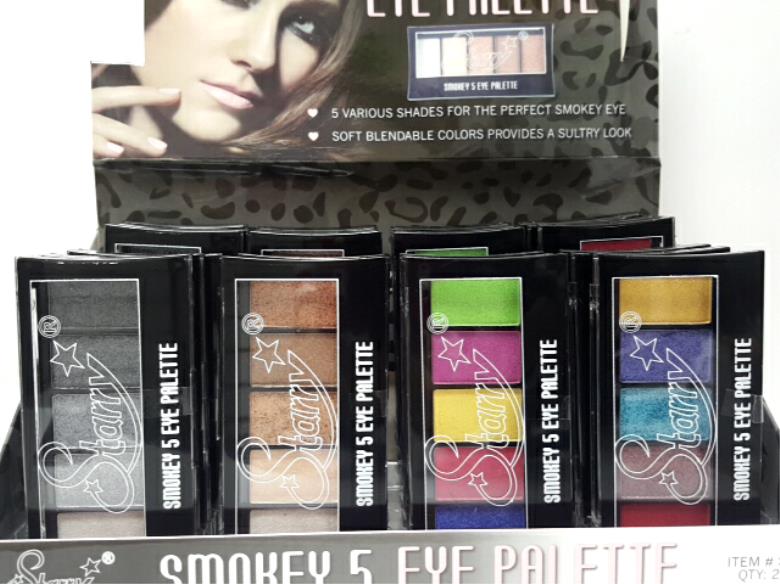 EYE PALETTE
SMOKEY 5 EYE PALETTE
♥ 5 VARIOUS SHADES FOR THE PERFECT SMOKEY EYE
♥ SOFT BLENDABLE COLORS PROVIDES A SULTRY LOOK
Starry®
SMOKEY 5 EYE PALETTE
Starry®
SMOKEY 5 EYE PALETTE
Starry®
SMOKEY 5 EYE PALETTE
Starry®
SMOKEY 5 EYE PALETTE
Starry®
SMOKEY 5 EYE PALETTE
ITEM #
QTY: 2